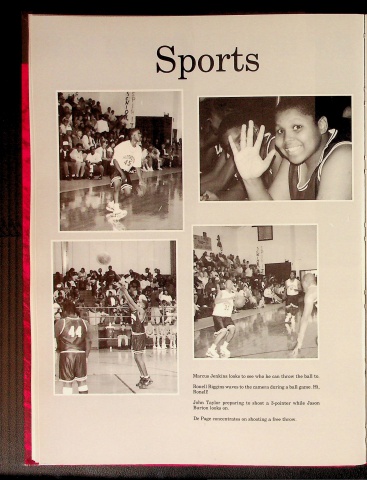 Sports
Marcus Jenkins looks to see who he can throw the ball to.
Ronell Riggins waves to the camera during a ball game. Hi,
Ronell!
John Taylor preparing to shoot a 3-pointer while Jason
Burton looks on.
De Page concentrates on shooting a free throw.
44